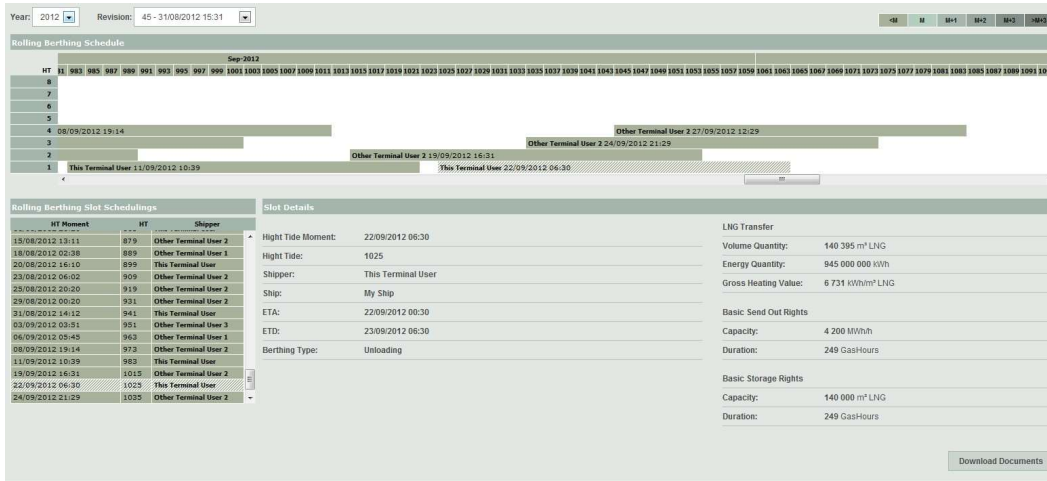 Year: 2012 Revision: 45 - 31/08/2012 15:31 <M M M+1 M+2 M+3 >M+3
Rolling Berthing Schedule
Sep-2012
HT 81 983 985 987 989 991 993 995 997 999 1001 1003 1005 1007 1009 1011 1013 1015 1017 1019 1021 1023 1025 1027 1029 1031 1033 1035 1037 1039 1041 1043 1045 1047 1049 1051 1053 1055 1057 1059 1061 1063 1065 1067 1069 1071 1073 1075 1077 1079 1081 1083 1085 1087 1089 1091
8
7
6
5
4 08/09/2012 19:14 Other Terminal User 2 27/09/2012 12:29
3 Other Terminal User 2 24/09/2012 21:29
2 Other Terminal User 2 19/09/2012 16:31
1 This Terminal User 11/09/2012 10:39 This Terminal User 22/09/2012 06:30
Rolling Berthing Slot Schedulings
HT Moment HT Shipper
15/08/2012 13:11 879 Other Terminal User 2
18/08/2012 02:38 889 Other Terminal User 1
20/08/2012 16:10 899 This Terminal User
23/08/2012 06:02 909 Other Terminal User 2
25/08/2012 20:20 919 Other Terminal User 2
29/08/2012 00:20 931 Other Terminal User 2
31/08/2012 14:12 941 This Terminal User
03/09/2012 03:51 951 Other Terminal User 3
06/09/2012 05:45 963 Other Terminal User 1
08/09/2012 19:14 973 Other Terminal User 2
11/09/2012 10:39 983 This Terminal User
19/09/2012 16:31 1015 Other Terminal User 2
22/09/2012 06:30 1025 This Terminal User
24/09/2012 21:29 1035 Other Terminal User 2
Slot Details
Hight Tide Moment: 22/09/2012 06:30
Hight Tide: 1025
Shipper: This Terminal User
Ship: My Ship
ETA: 22/09/2012 00:30
ETD: 23/09/2012 06:30
Berthing Type: Unloading
LNG Transfer
Volume Quantity: 140 395 m³ LNG
Energy Quantity: 945 000 000 kWh
Gross Heating Value: 6 731 kWh/m³ LNG
Basic Send Out Rights
Capacity: 4 200 MWh/h
Duration: 249 GasHours
Basic Storage Rights
Capacity: 140 000 m³ LNG
Duration: 249 GasHours
Download Documents